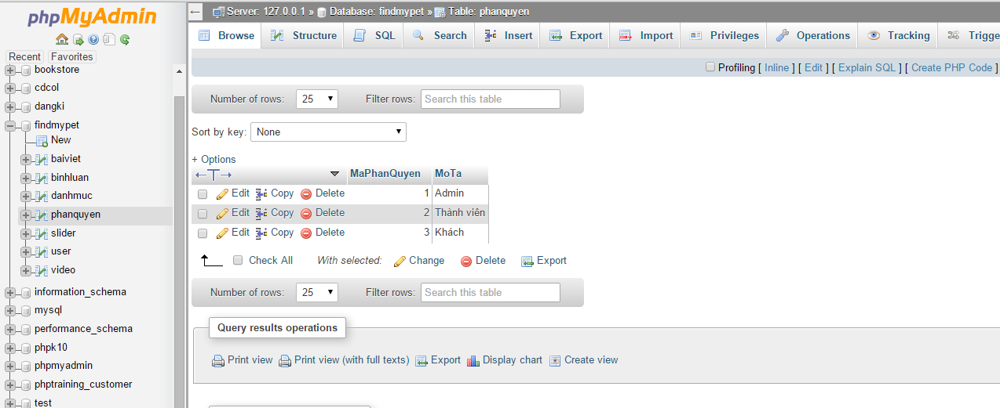 phpMyAdmin
Recent Favorites
bookstore
cdcol
dangki
findmypet
New
baiviet
binhluan
danhmuc
phanquyen
slider
user
video
information_schema
mysql
performance_schema
phpk10
phpmyadmin
phptraining_customer
test
Server: 127.0.0.1 » Database: findmypet » Table: phanquyen
Browse Structure SQL Search Insert Export Import Privileges Operations Tracking Trigge
Profiling [ Inline ] [ Edit ] [ Explain SQL ] [ Create PHP Code ]
Number of rows: 25 Filter rows: Search this table
Sort by key: None
+ Options
←T→ MaPhanQuyen MoTa
Edit Copy Delete 1 Admin
Edit Copy Delete 2 Thành viên
Edit Copy Delete 3 Khách
Check All With selected: Change Delete Export
Number of rows: 25 Filter rows: Search this table
Query results operations
Print view Print view (with full texts) Export Display chart Create view